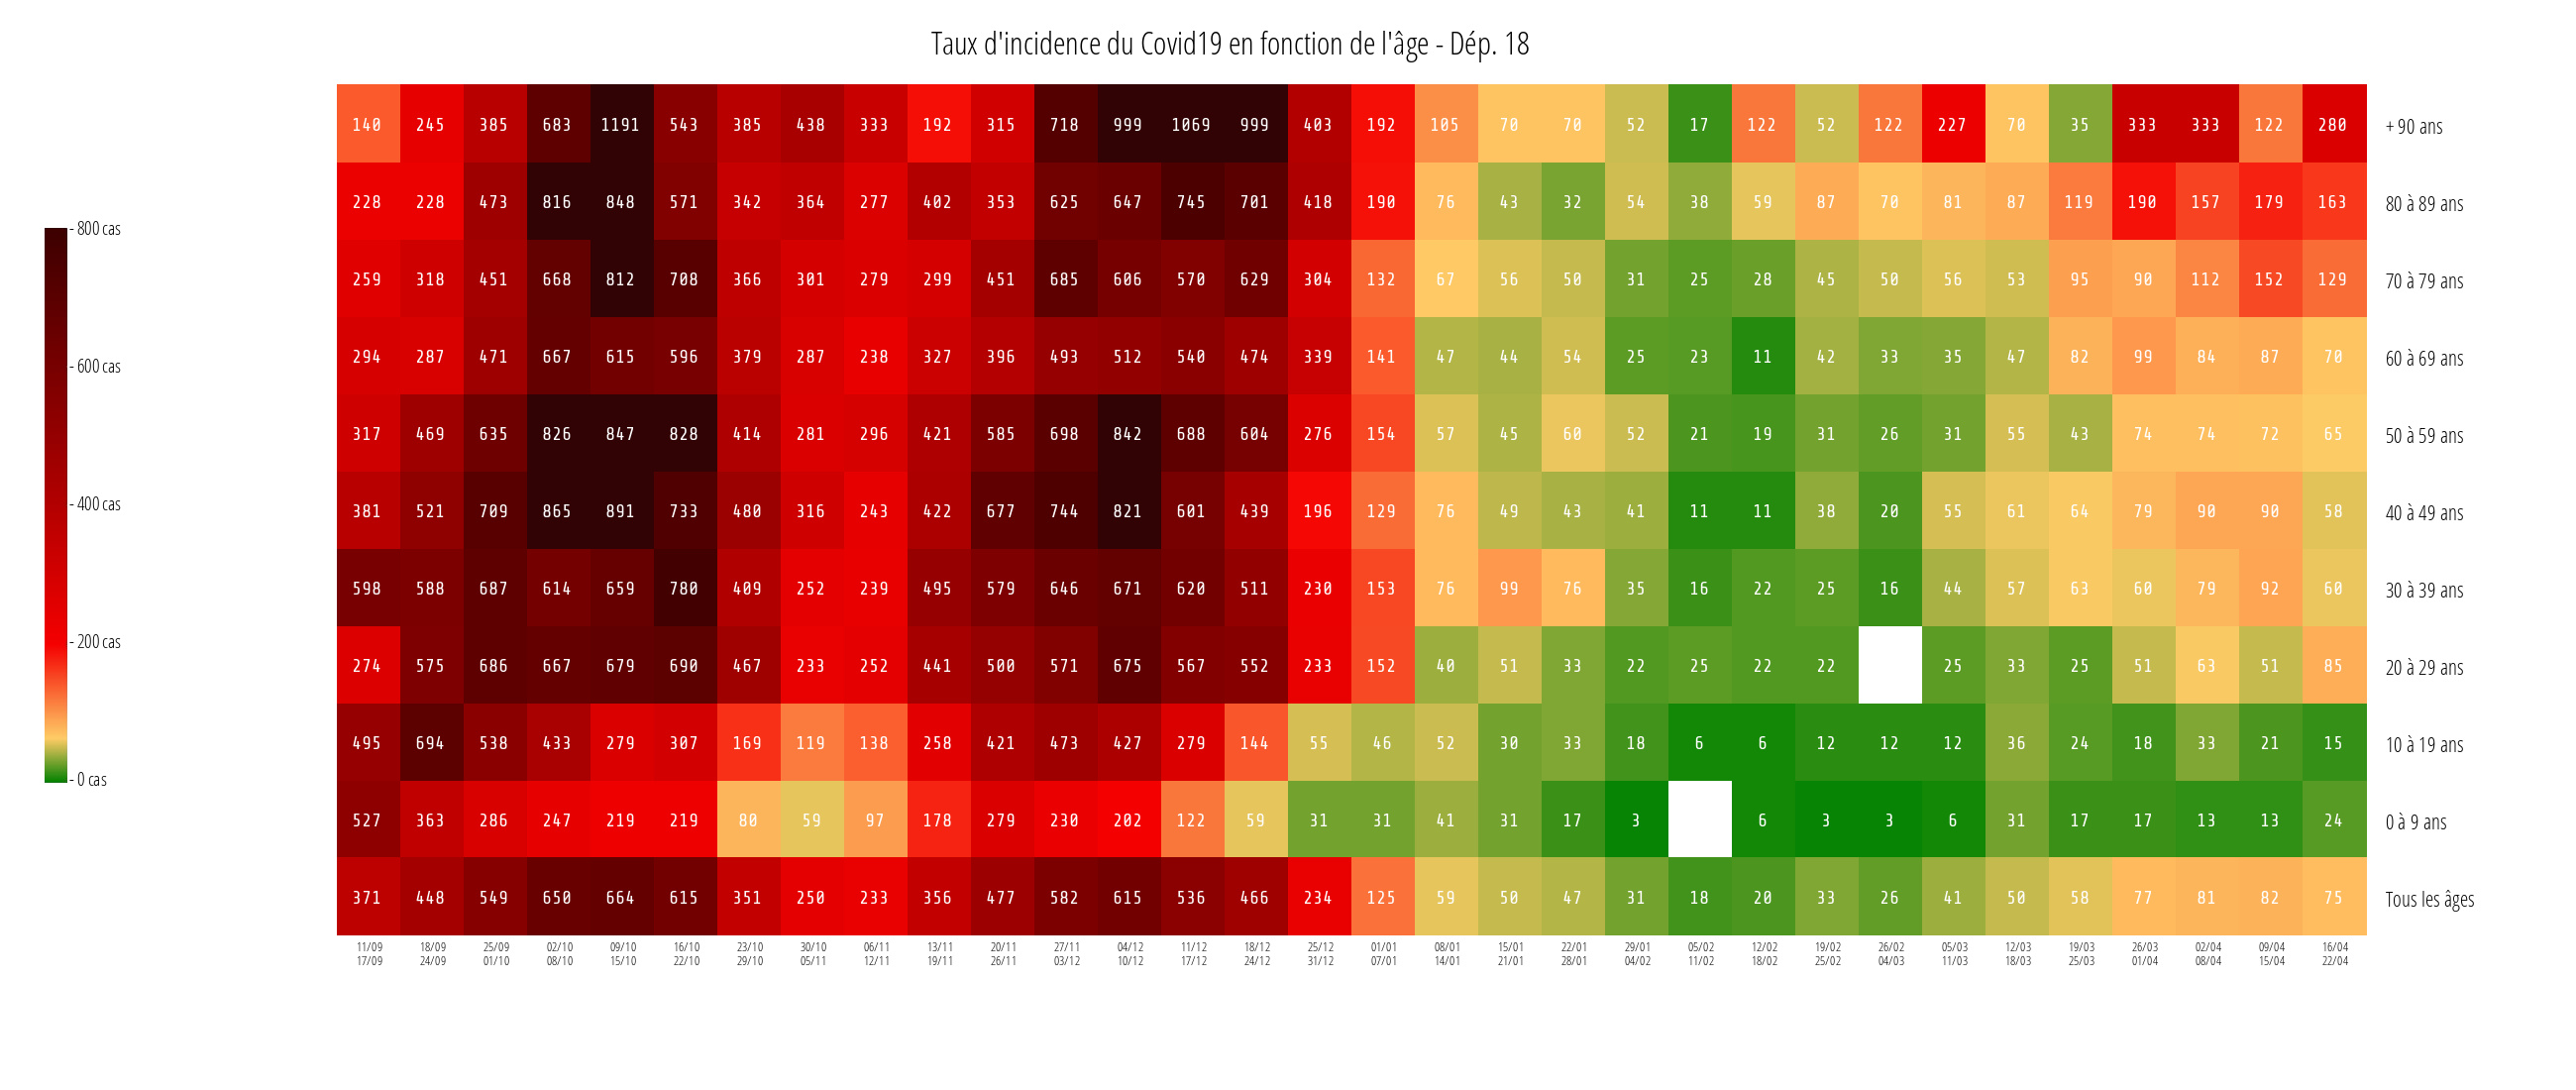 Taux d'incidence du Covid19 en fonction de l'âge - Dép. 18
- 800 cas
- 600 cas
- 400 cas
- 200 cas
- 0 cas
140 245 385 683 1191 543 385 438 333 192 315 718 999 1069 999 403 192 105 70 70 52 17 122 52 122 227 70 35 333 333 122 280 + 90 ans
228 228 473 816 848 571 342 364 277 402 353 625 647 745 701 418 190 76 43 32 54 38 59 87 70 81 87 119 190 157 179 163 80 à 89 ans
259 318 451 668 812 708 366 301 279 299 451 685 606 570 629 304 132 67 56 50 31 25 28 45 50 56 53 95 90 112 152 129 70 à 79 ans
294 287 471 667 615 596 379 287 238 327 396 493 512 540 474 339 141 47 44 54 25 23 11 42 33 35 47 82 99 84 87 70 60 à 69 ans
317 469 635 826 847 828 414 281 296 421 585 698 842 688 604 276 154 57 45 60 52 21 19 31 26 31 55 43 74 74 72 65 50 à 59 ans
381 521 709 865 891 733 480 316 243 422 677 744 821 601 439 196 129 76 49 43 41 11 11 38 20 55 61 64 79 90 90 58 40 à 49 ans
598 588 687 614 659 780 409 252 239 495 579 646 671 620 511 230 153 76 99 76 35 16 22 25 16 44 57 63 60 79 92 60 30 à 39 ans
274 575 686 667 679 690 467 233 252 441 500 571 675 567 552 233 152 40 51 33 22 25 22 22 25 33 25 51 63 51 85 20 à 29 ans
495 694 538 433 279 307 169 119 138 258 421 473 427 279 144 55 46 52 30 33 18 6 6 12 12 12 36 24 18 33 21 15 10 à 19 ans
527 363 286 247 219 219 80 59 97 178 279 230 202 122 59 31 31 41 31 17 3 6 3 3 6 31 17 17 13 13 24 0 à 9 ans
371 448 549 650 664 615 351 250 233 356 477 582 615 536 466 234 125 59 50 47 31 18 20 33 26 41 50 58 77 81 82 75 Tous les âges
11/09 18/09 25/09 02/10 09/10 16/10 23/10 30/10 06/11 13/11 20/11 27/11 04/12 11/12 18/12 25/12 01/01 08/01 15/01 22/01 29/01 05/02 12/02 19/02 26/02 05/03 12/03 19/03 26/03 02/04 09/04 16/04
17/09 24/09 01/10 08/10 15/10 22/10 29/10 05/11 12/11 19/11 26/11 03/12 10/12 17/12 24/12 31/12 07/01 14/01 21/01 28/01 04/02 11/02 18/02 25/02 04/03 11/03 18/03 25/03 01/04 08/04 15/04 22/04